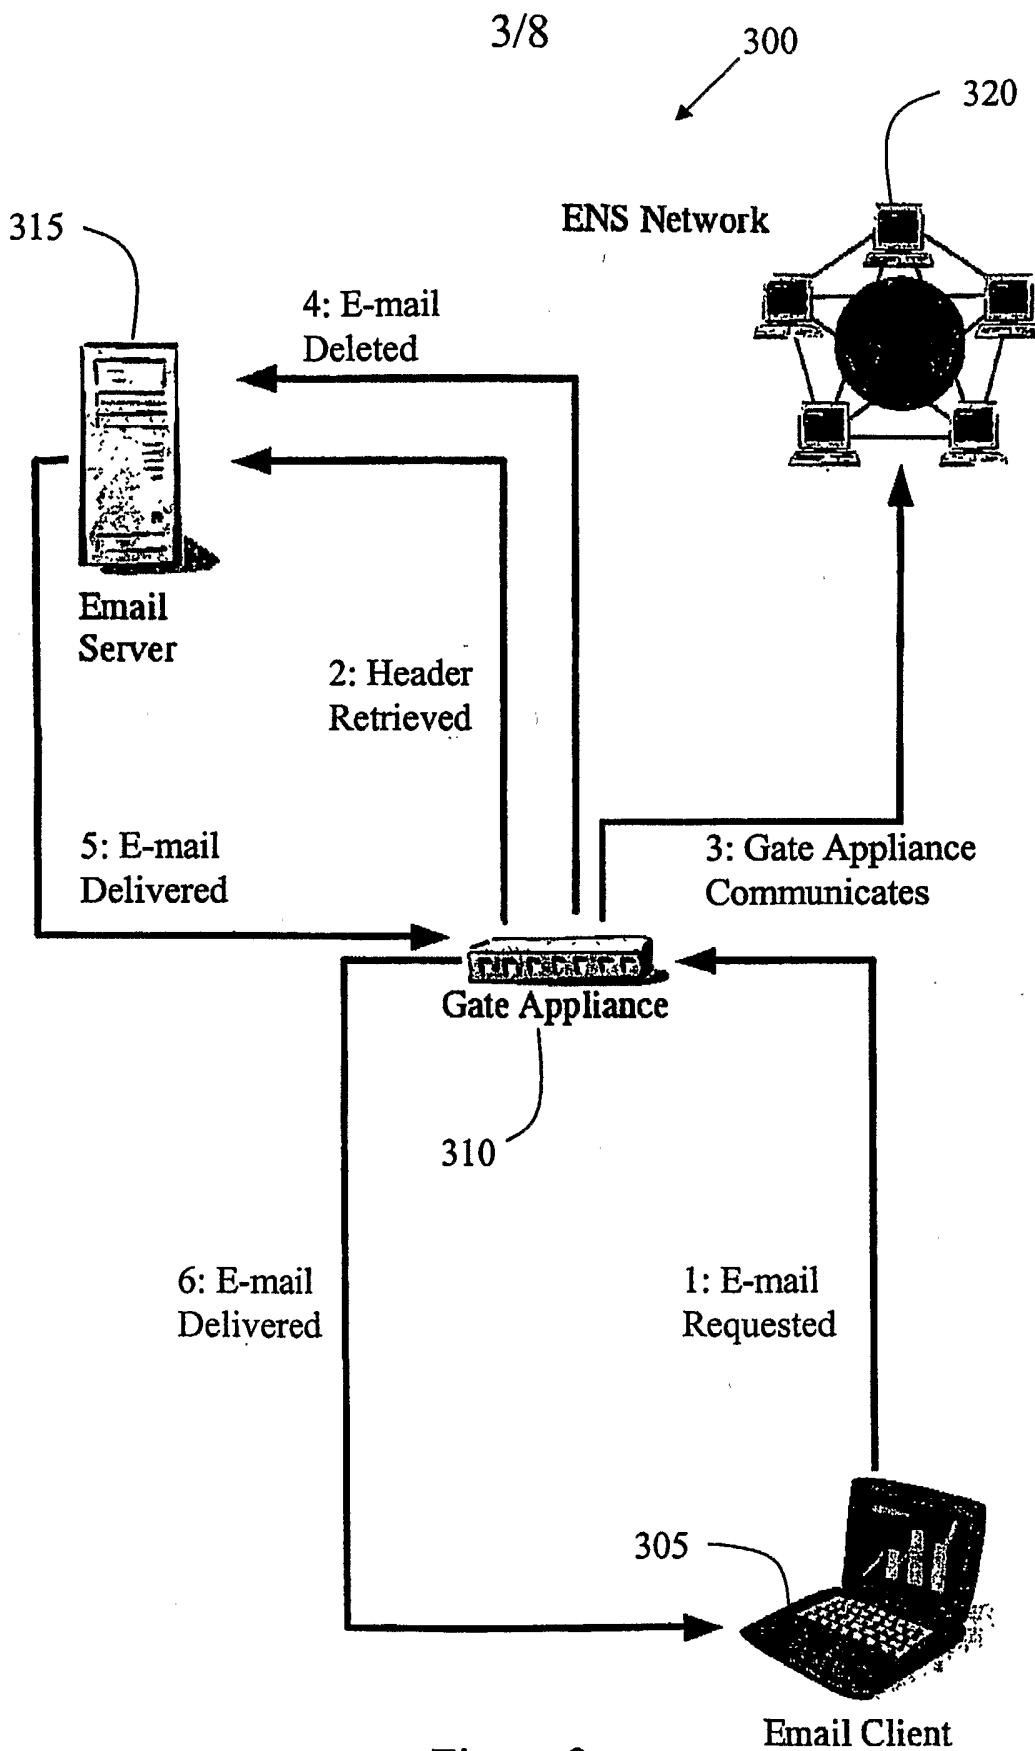 3/8
300
320
ENS Network
315
4: E-mail
Deleted
Email
Server
2: Header
Retrieved
5: E-mail
Delivered
3: Gate Appliance
Communicates
Gate Appliance
310
6: E-mail
Delivered
1: E-mail
Requested
305
Email Client